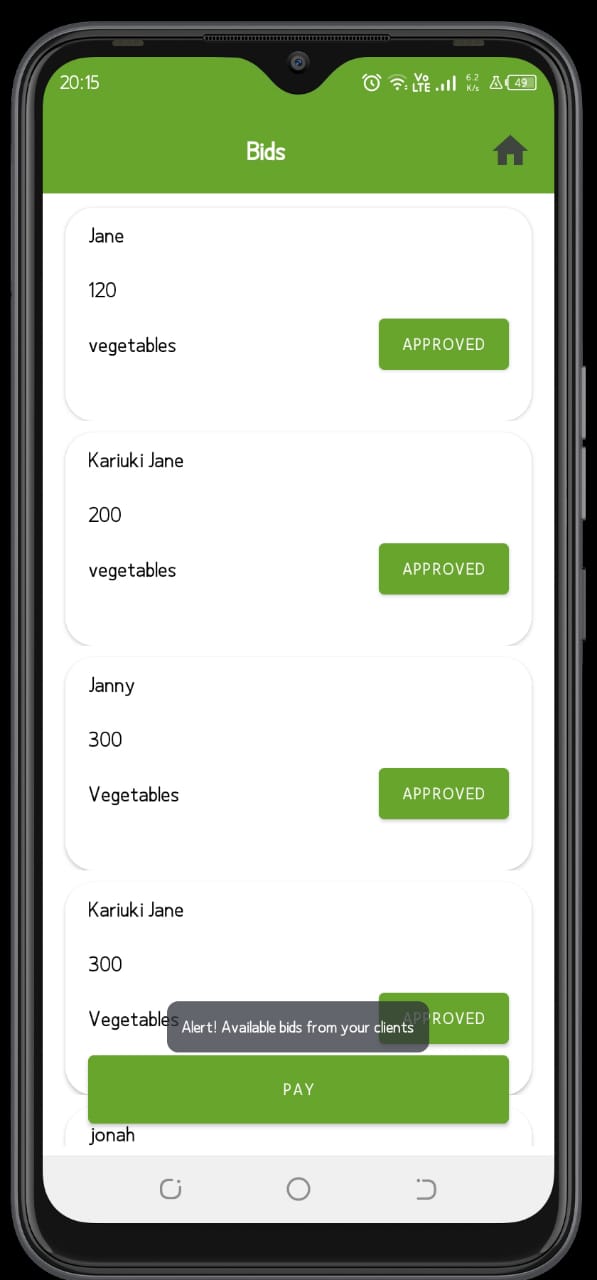 20:15
Vo
LTE
6.2
K/s
49
Bids
Jane
120
vegetables
APPROVED
Kariuki Jane
200
vegetables
APPROVED
Janny
300
Vegetables
APPROVED
Kariuki Jane
300
Vegetables
APPROVED
Alert! Available bids from your clients
PAY
jonah